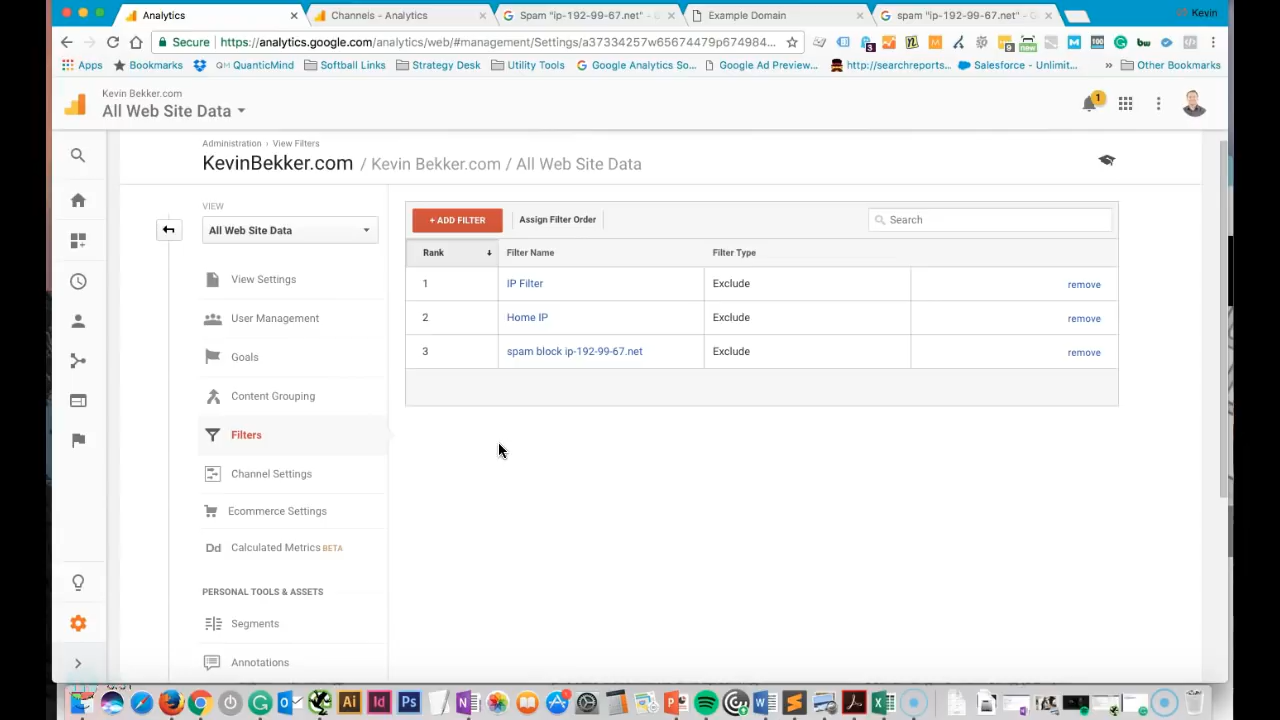 Analytics
Channels - Analytics
Spam "ip-192-99-67.net" -
Example Domain
spam "ip-192-99-67.net" - G
Kevin
Secure
https://analytics.google.com/analytics/web/#management/Settings/a37334257w65674479p674984...
Apps
Bookmarks
QuanticMind
Softball Links
Strategy Desk
Utility Tools
Google Analytics So...
Google Ad Preview...
http://searchreports...
Salesforce - Unlimit...
»
Other Bookmarks
Kevin Bekker.com
All Web Site Data
1
Administration › View Filters
KevinBekker.com / Kevin Bekker.com / All Web Site Data
VIEW
All Web Site Data
View Settings
User Management
Goals
Content Grouping
Filters
Channel Settings
Ecommerce Settings
Dd Calculated Metrics BETA
PERSONAL TOOLS & ASSETS
Segments
Annotations
+ ADD FILTER
Assign Filter Order
Search
Rank Filter Name Filter Type
1 IP Filter Exclude remove
2 Home IP Exclude remove
3 spam block ip-192-99-67.net Exclude remove
Ai Id Ps